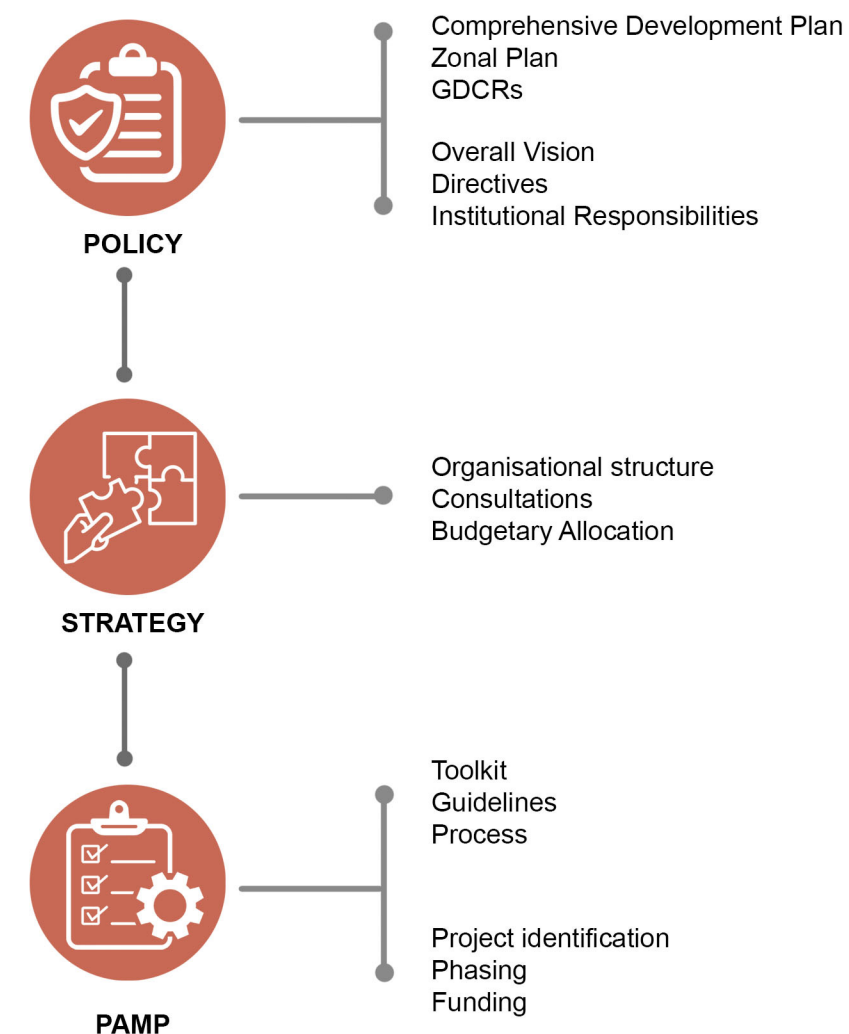 Comprehensive Development Plan
Zonal Plan
GDCRs
Overall Vision
Directives
Institutional Responsibilities
POLICY
Organisational structure
Consultations
Budgetary Allocation
STRATEGY
Toolkit
Guidelines
Process
Project identification
Phasing
Funding
PAMP